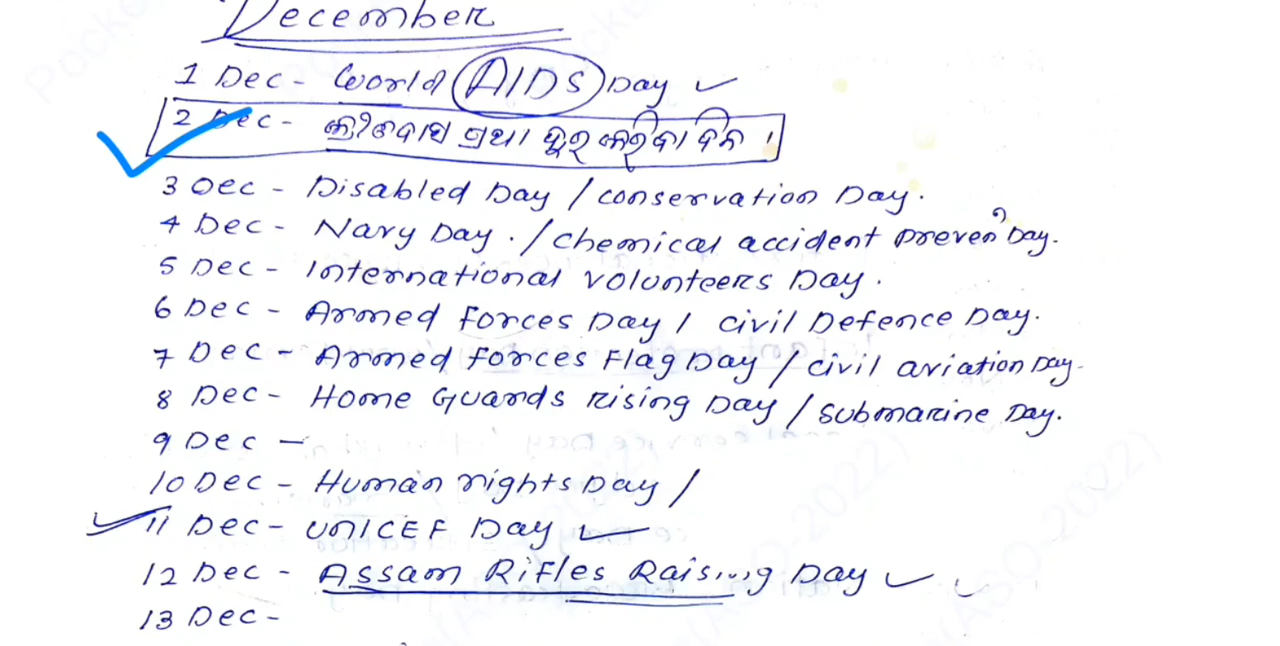 December
1 Dec - World AIDS Day
2 Dec - କ୍ରୀତଦାସ ପ୍ରଥା ଦୂର କରିବା ଦିନ ।
3 Dec - Disabled Day / conservation Day.
4 Dec - Navy Day. / chemical accident prevenn Day.
5 Dec - International volunteers Day.
6 Dec - Armed forces Day / civil Defence Day.
7 Dec - Armed forces Flag Day / civil aviation Day.
8 Dec - Home Guards rising Day / submarine Day.
9 Dec -
10 Dec - Human rights Day /
11 Dec - UNICEF Day
12 Dec - Assam Rifles Raising Day
13 Dec -